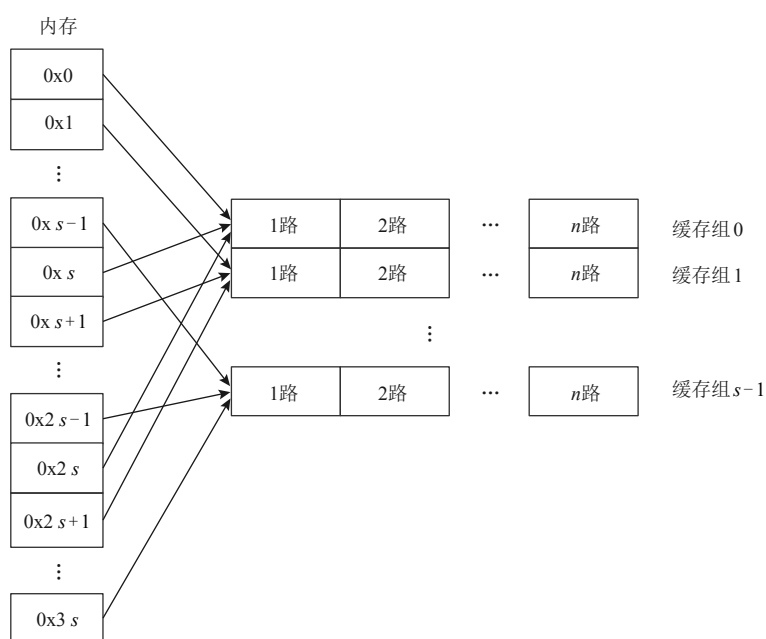 内存
0x0
0x1
⋮
0x s-1
0x s
0x s+1
⋮
0x2 s-1
0x2 s
0x2 s+1
⋮
0x3 s
1路 2路 … n路 缓存组0
1路 2路 … n路 缓存组1
⋮
1路 2路 … n路 缓存组s-1